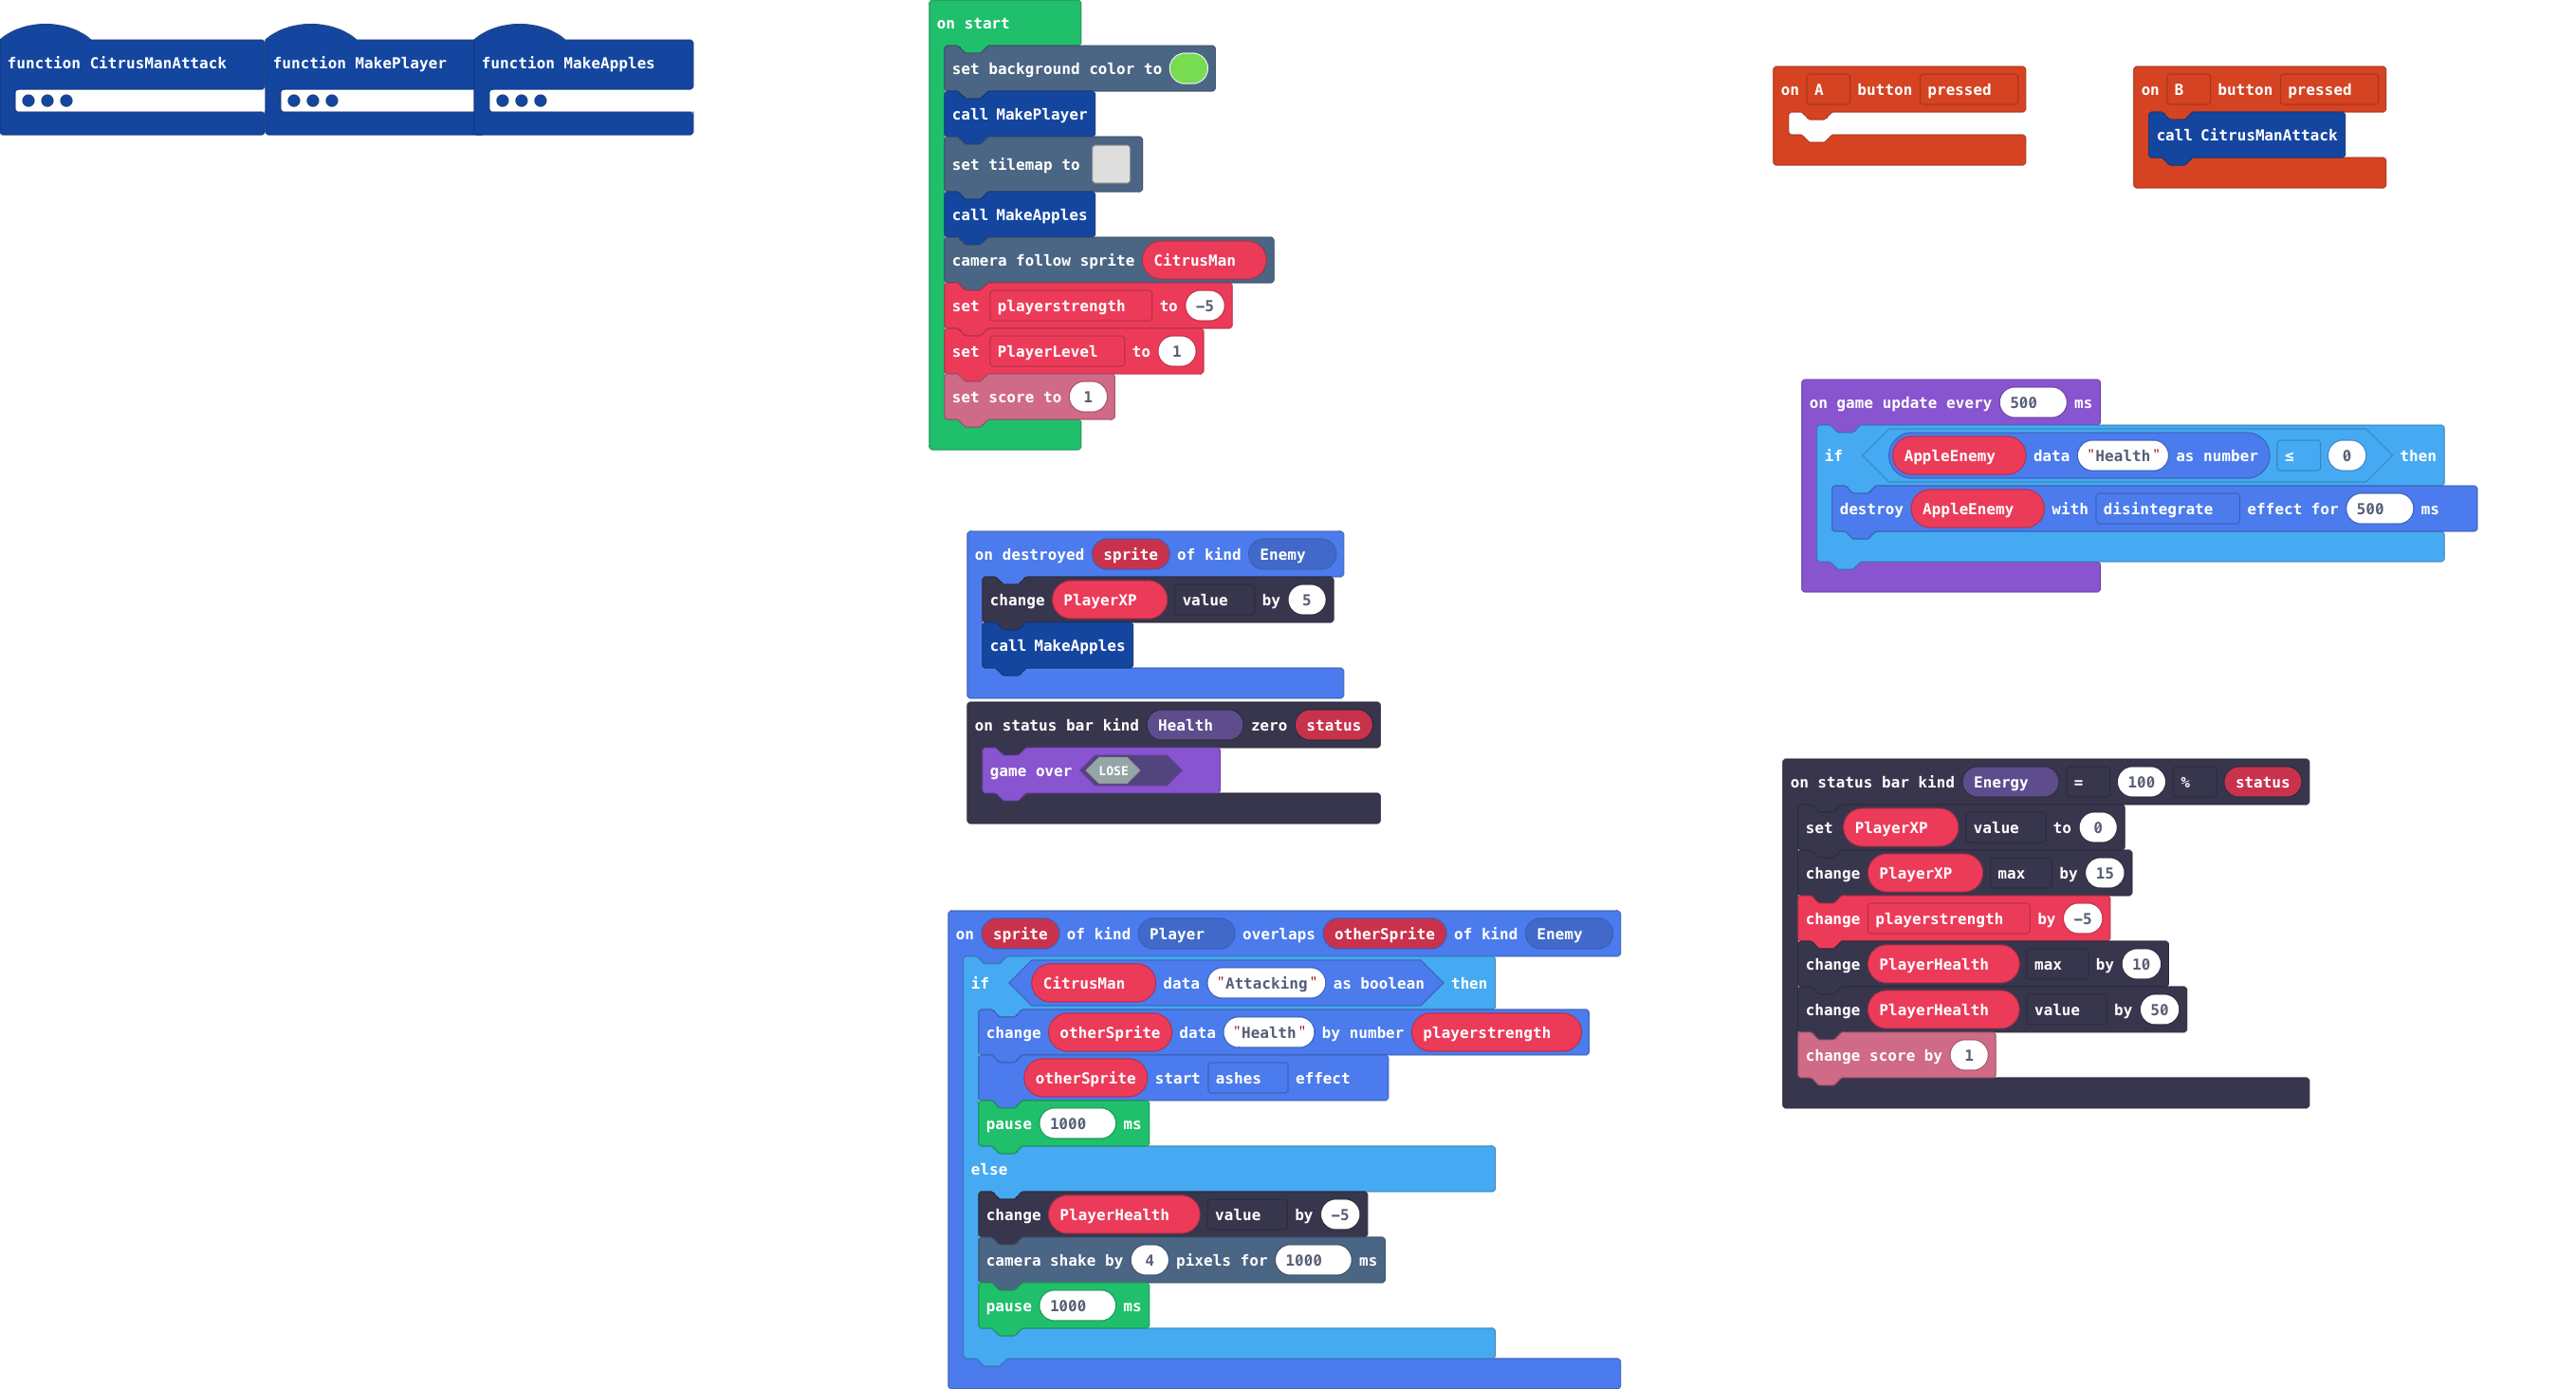 function CitrusManAttack
function MakePlayer
function MakeApples
on start
set background color to
call MakePlayer
set tilemap to
call MakeApples
camera follow sprite CitrusMan
set playerstrength to -5
set PlayerLevel to 1
set score to 1
on A button pressed
on B button pressed
call CitrusManAttack
on game update every 500 ms
if AppleEnemy data "Health" as number ≤ 0 then
destroy AppleEnemy with disintegrate effect for 500 ms
on destroyed sprite of kind Enemy
change PlayerXP value by 5
call MakeApples
on status bar kind Health zero status
game over LOSE
on status bar kind Energy = 100 % status
set PlayerXP value to 0
change PlayerXP max by 15
change playerstrength by -5
change PlayerHealth max by 10
change PlayerHealth value by 50
change score by 1
on sprite of kind Player overlaps otherSprite of kind Enemy
if CitrusMan data "Attacking" as boolean then
change otherSprite data "Health" by number playerstrength
otherSprite start ashes effect
pause 1000 ms
else
change PlayerHealth value by -5
camera shake by 4 pixels for 1000 ms
pause 1000 ms